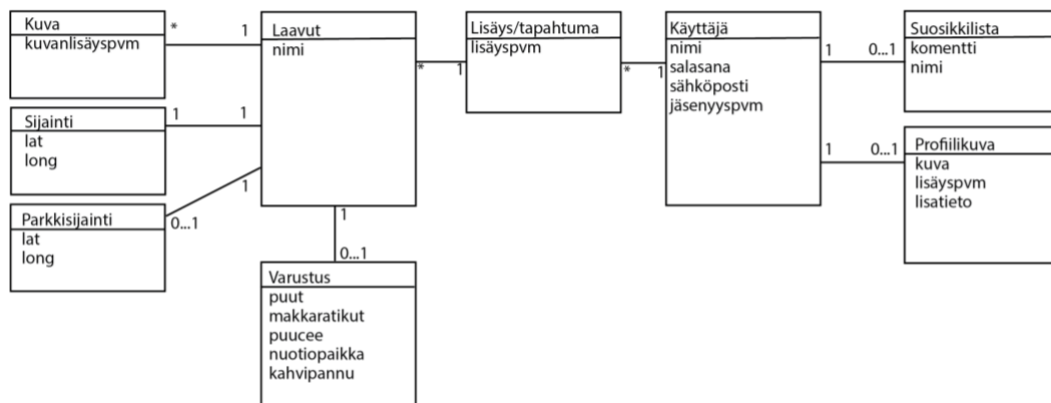 Kuva
kuvanlisäyspvm
*
1
Laavut
nimi
*
1
Lisäys/tapahtuma
lisäyspvm
*
1
Käyttäjä
nimi
salasana
sähköposti
jäsenyyspvm
1
0...1
Suosikkilista
komentti
nimi
Sijainti
lat
long
1
1
1
0...1
Profiilikuva
kuva
lisäyspvm
lisatieto
Parkkisijainti
lat
long
1
0...1
1
0...1
Varustus
puut
makkaratikut
puucee
nuotiopaikka
kahvipannu